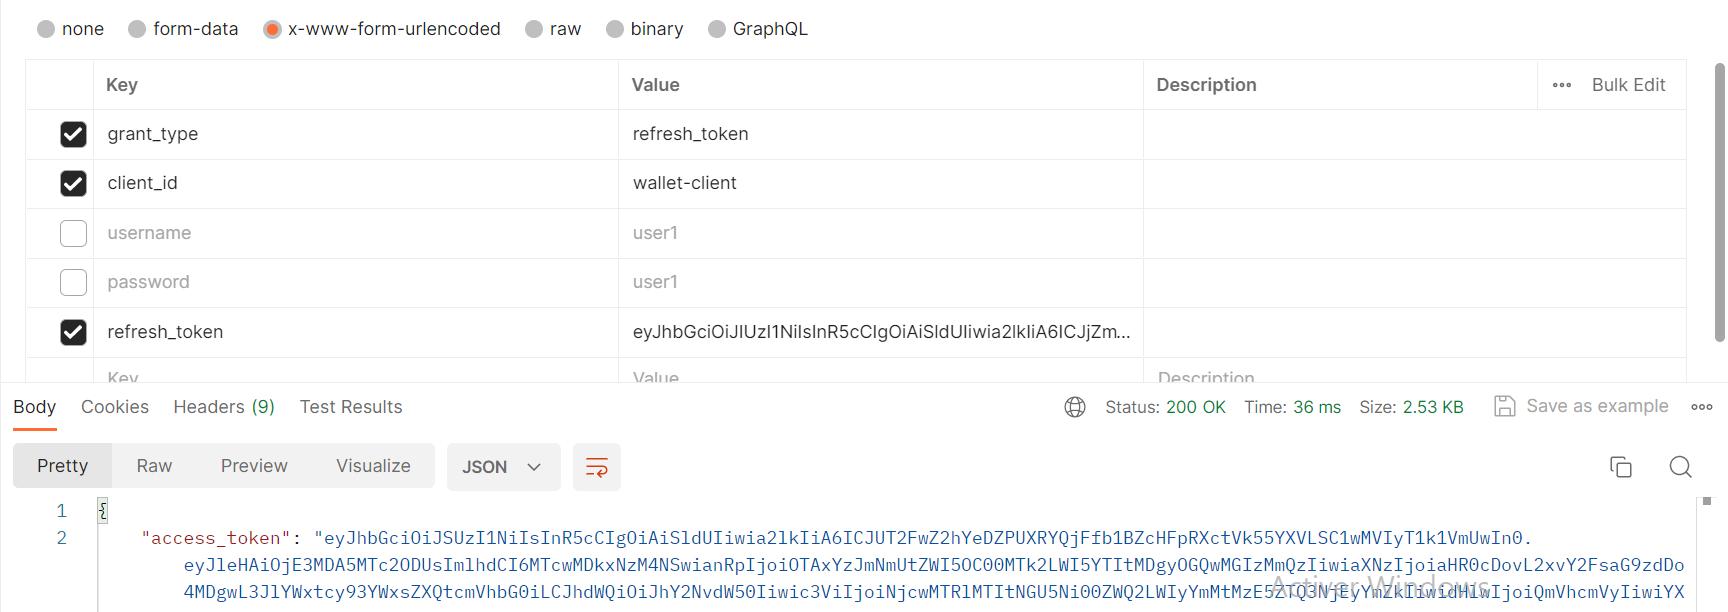 none form-data x-www-form-urlencoded raw binary GraphQL
Key Value Description Bulk Edit
grant_type refresh_token
client_id wallet-client
username user1
password user1
refresh_token eyJhbGciOiJIUzI1NiIsInR5cCIgOiAiSldUIiwia2lkIiA6ICJjZm...
Key Value Description
Body Cookies Headers (9) Test Results Status: 200 OK Time: 36 ms Size: 2.53 KB Save as example
Pretty Raw Preview Visualize JSON
1 {
2 "access_token": "eyJhbGciOiJSUzI1NiIsInR5cCIgOiAiSldUIiwia2lkIiA6ICJUT2FwZ2hYeDZPUXRYQjFfb1BZcHFpRXctVk55YXVLSC1wMVIyT1k1VmUwIn0.
eyJleHAiOjE3MDA5MTc2ODUsImlhdCI6MTcwMDkxNzM4NSwianRpIjoiOTAxYzJmNmUtZWI5OC00MTk2LWI5YTItMDgyOGQwMGIzMmQzIiwiaXNzIjoiaHR0cDovL2xvY2FsaG9zdDo
4MDgwL3JlYWxtcy93YWxsZXQtcmVhbG0iLCJhdWQiOiJhY2NvdW50Iiwic3ViIjoiNjcwMTRlMTItNGU5Ni00ZWQ2LWIyYmMtMzE5ZTQ3NjEyYmZkIiwidHlwIjoiQmVhcmVyIiwiYX
Activer Windows